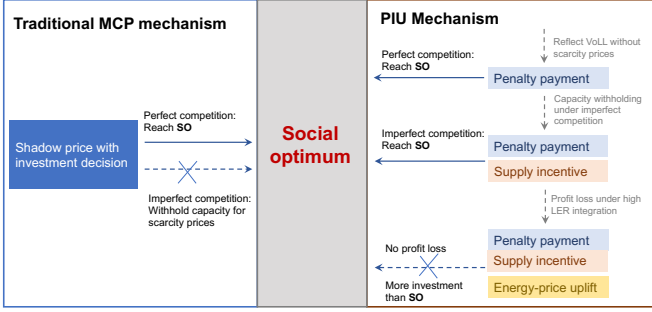 Traditional MCP mechanism
Shadow price with
investment decision
Perfect competition:
Reach SO
Imperfect competition:
Withhold capacity for
scarcity prices
Social
optimum
PIU Mechanism
Reflect VoLL without
scarcity prices
Perfect competition:
Reach SO
Penalty payment
Capacity withholding
under imperfect
competition
Imperfect competition:
Reach SO
Penalty payment
Supply incentive
Profit loss under high
LER integration
No profit loss
More investment
than SO
Penalty payment
Supply incentive
Energy-price uplift